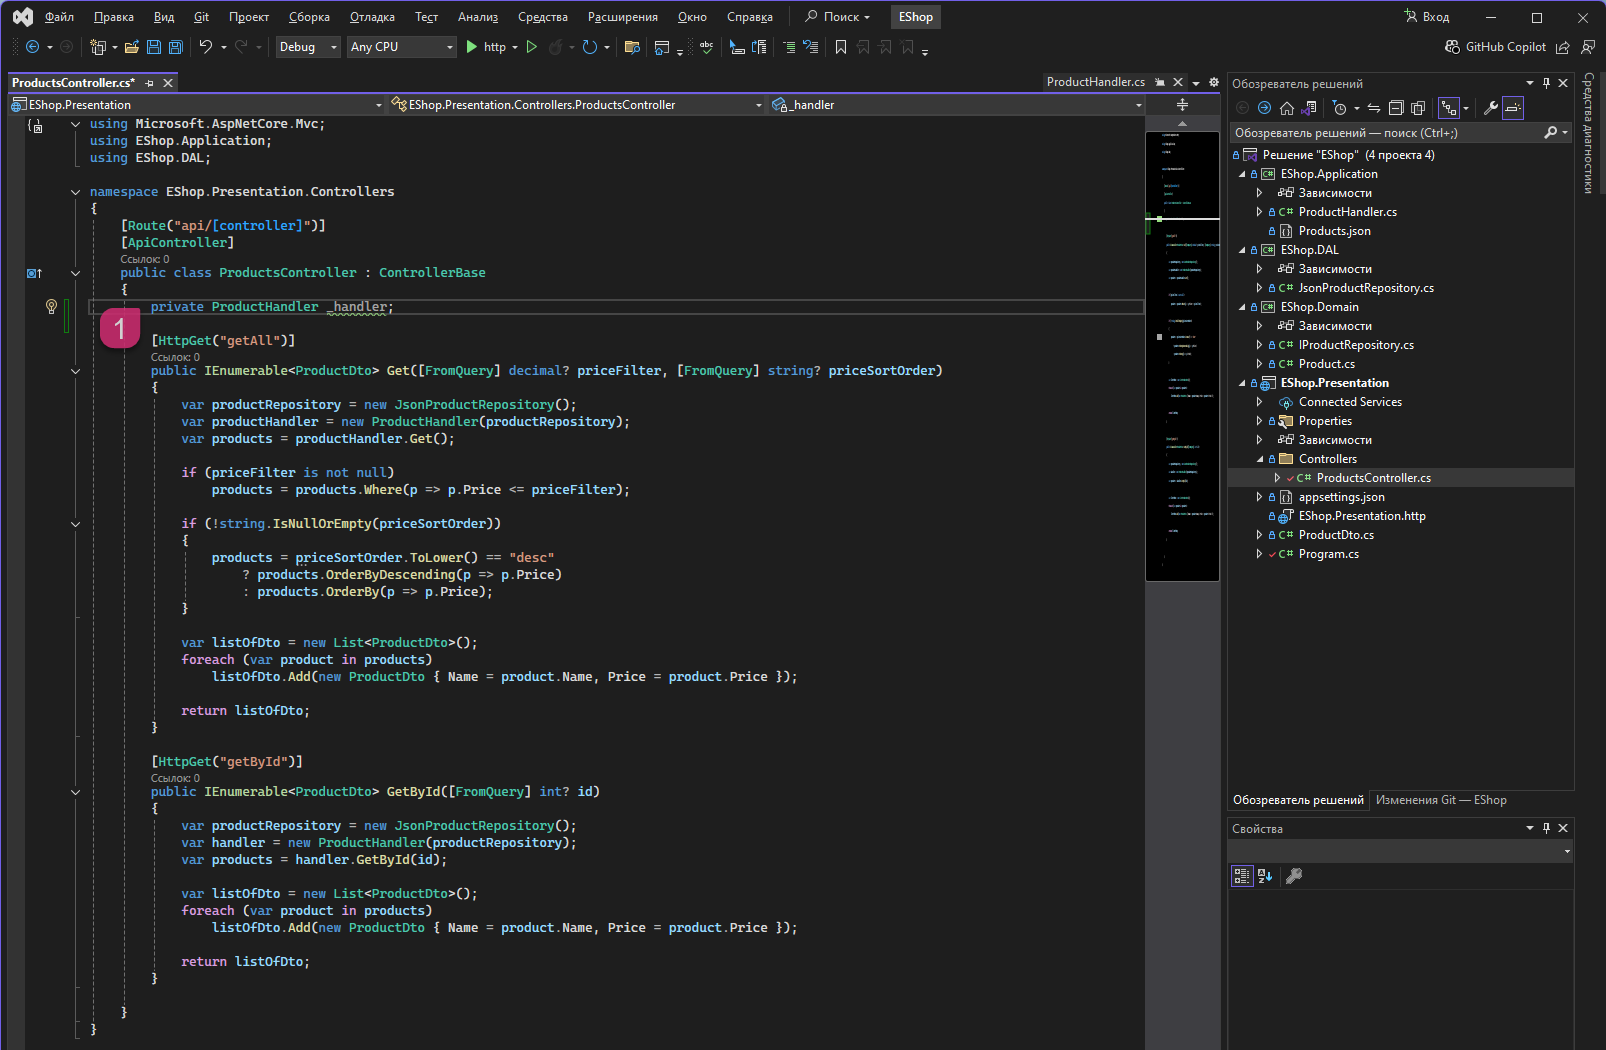 Файл Правка Вид Git Проект Сборка Отладка Тест Анализ Средства Расширения Окно Справка Поиск EShop Вход
Debug Any CPU http GitHub Copilot
ProductsController.cs* ProductHandler.cs
EShop.Presentation EShop.Presentation.Controllers.ProductsController _handler
using Microsoft.AspNetCore.Mvc;
using EShop.Application;
using EShop.DAL;
namespace EShop.Presentation.Controllers
{
[Route("api/[controller]")]
[ApiController]
Ссылок: 0
public class ProductsController : ControllerBase
{
private ProductHandler _handler;
1
[HttpGet("getAll")]
Ссылок: 0
public IEnumerable<ProductDto> Get([FromQuery] decimal? priceFilter, [FromQuery] string? priceSortOrder)
{
var productRepository = new JsonProductRepository();
var productHandler = new ProductHandler(productRepository);
var products = productHandler.Get();
if (priceFilter is not null)
products = products.Where(p => p.Price <= priceFilter);
if (!string.IsNullOrEmpty(priceSortOrder))
{
products = priceSortOrder.ToLower() == "desc"
? products.OrderByDescending(p => p.Price)
: products.OrderBy(p => p.Price);
}
var listOfDto = new List<ProductDto>();
foreach (var product in products)
listOfDto.Add(new ProductDto { Name = product.Name, Price = product.Price });
return listOfDto;
}
[HttpGet("getById")]
Ссылок: 0
public IEnumerable<ProductDto> GetById([FromQuery] int? id)
{
var productRepository = new JsonProductRepository();
var handler = new ProductHandler(productRepository);
var products = handler.GetById(id);
var listOfDto = new List<ProductDto>();
foreach (var product in products)
listOfDto.Add(new ProductDto { Name = product.Name, Price = product.Price });
return listOfDto;
}
}
}
Обозреватель решений
Обозреватель решений — поиск (Ctrl+;)
Решение "EShop" (4 проекта 4)
EShop.Application
Зависимости
C# ProductHandler.cs
Products.json
EShop.DAL
Зависимости
C# JsonProductRepository.cs
EShop.Domain
Зависимости
C# IProductRepository.cs
C# Product.cs
EShop.Presentation
Connected Services
Properties
Зависимости
Controllers
C# ProductsController.cs
appsettings.json
EShop.Presentation.http
C# ProductDto.cs
C# Program.cs
Обозреватель решений Изменения Git — EShop
Свойства
Средства диагностики